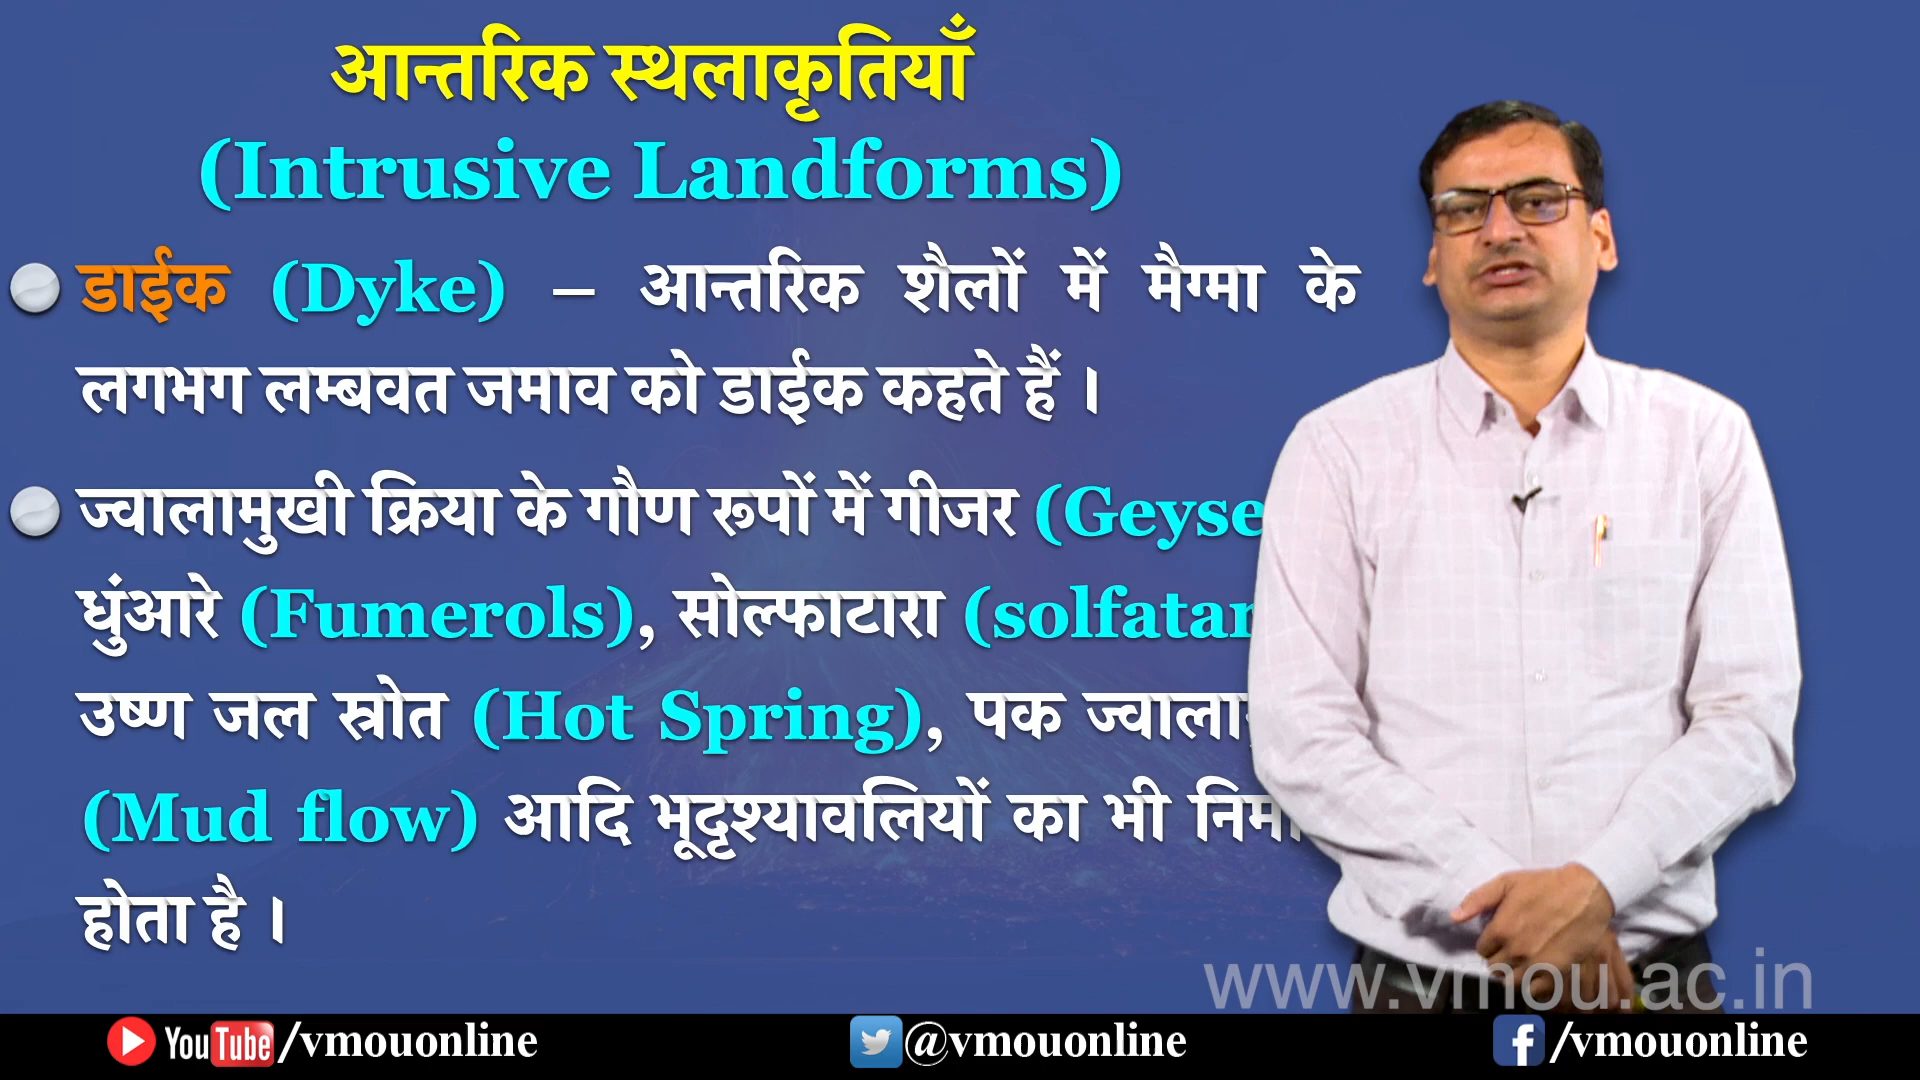 आन्तरिक स्थलाकृतियाँ
(Intrusive Landforms)
डाईक (Dyke) – आन्तरिक शैलों में मैग्मा के
लगभग लम्बवत जमाव को डाईक कहते हैं ।
ज्वालामुखी क्रिया के गौण रूपों में गीजर
धुंआरे (Fumerols), सोल्फाटारा
उष्ण जल स्रोत (Hot Spring), पक
(Mud flow) आदि भूदृश्यावलियों का भी
होता है ।
www.vmou.ac.in
YouTube /vmouonline @vmouonline f /vmouonline